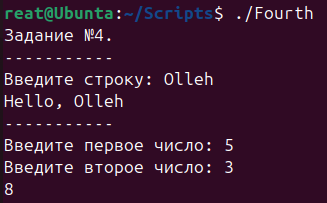 reat@Ubunta:~/Scripts$ ./Fourth
Задание №4.
-----------
Введите строку: Olleh
Hello, Olleh
-----------
Введите первое число: 5
Введите второе число: 3
8